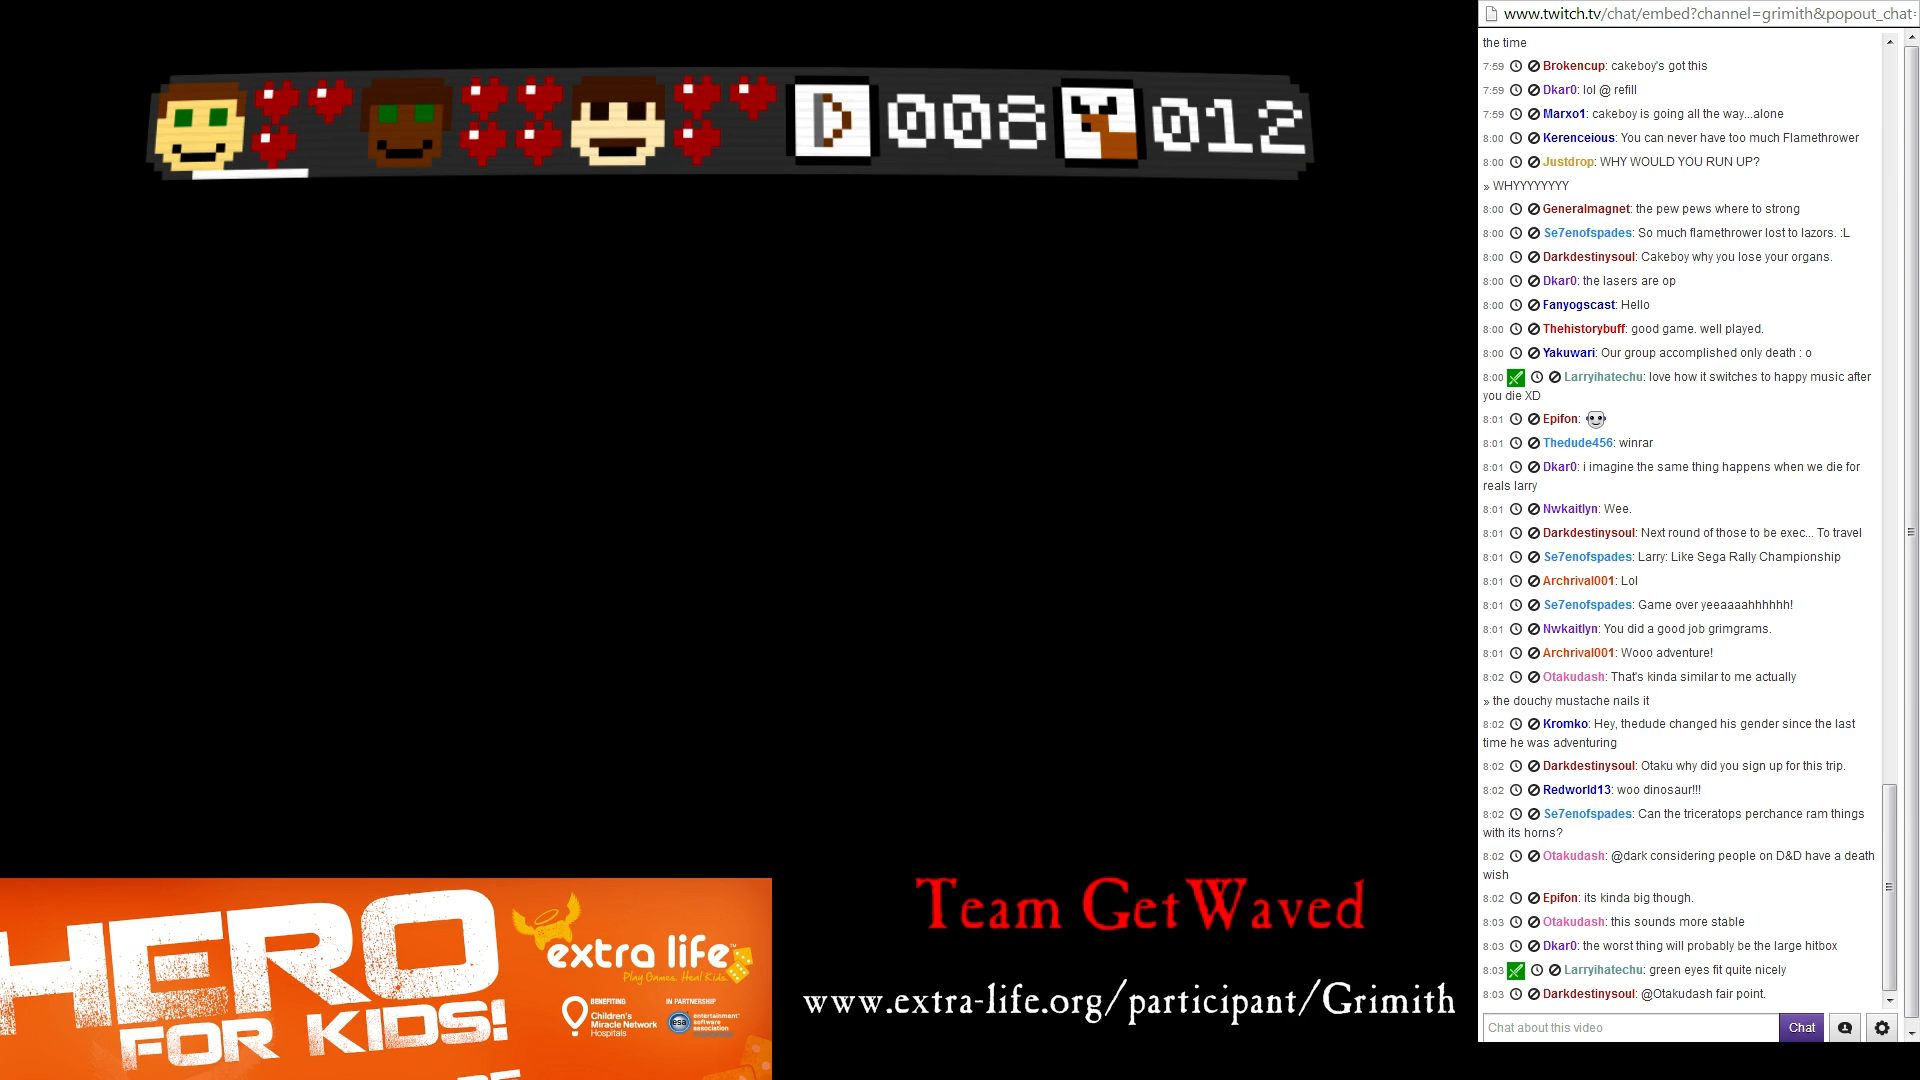 008
012
www.twitch.tv/chat/embed?channel=grimith&popout_chat=
the time
7:59 Brokencup: cakeboy's got this
7:59 Dkar0: lol @ refill
7:59 Marxo1: cakeboy is going all the way...alone
8:00 Kerenceious: You can never have too much Flamethrower
8:00 Justdrop: WHY WOULD YOU RUN UP?
» WHYYYYYYYY
8:00 Generalmagnet: the pew pews where to strong
8:00 Se7enofspades: So much flamethrower lost to lazors. :L
8:00 Darkdestinysoul: Cakeboy why you lose your organs.
8:00 Dkar0: the lasers are op
8:00 Fanyogscast: Hello
8:00 Thehistorybuff: good game. well played.
8:00 Yakuwari: Our group accomplished only death : o
8:00 Larryihatechu: love how it switches to happy music after
you die XD
8:01 Epifon:
8:01 Thedude456: winrar
8:01 Dkar0: i imagine the same thing happens when we die for
reals larry
8:01 Nwkaitlyn: Wee.
8:01 Darkdestinysoul: Next round of those to be exec... To travel
8:01 Se7enofspades: Larry: Like Sega Rally Championship
8:01 Archrival001: Lol
8:01 Se7enofspades: Game over yeeaaaahhhhhh!
8:01 Nwkaitlyn: You did a good job grimgrams.
8:01 Archrival001: Wooo adventure!
8:02 Otakudash: That's kinda similar to me actually
» the douchy mustache nails it
8:02 Kromko: Hey, thedude changed his gender since the last
time he was adventuring
8:02 Darkdestinysoul: Otaku why did you sign up for this trip.
8:02 Redworld13: woo dinosaur!!!
8:02 Se7enofspades: Can the triceratops perchance ram things
with its horns?
8:02 Otakudash: @dark considering people on D&D have a death
wish
8:02 Epifon: its kinda big though.
8:03 Otakudash: this sounds more stable
8:03 Dkar0: the worst thing will probably be the large hitbox
8:03 Larryihatechu: green eyes fit quite nicely
8:03 Darkdestinysoul: @Otakudash fair point.
Chat about this video
Chat
HERO
FOR KIDS!
extra life™
Play Games. Heal Kids.
BENEFITING
Children's
Miracle Network
Hospitals
IN PARTNERSHIP
esa
entertainment
software
association
Team GetWaved
www.extra-life.org/participant/Grimith